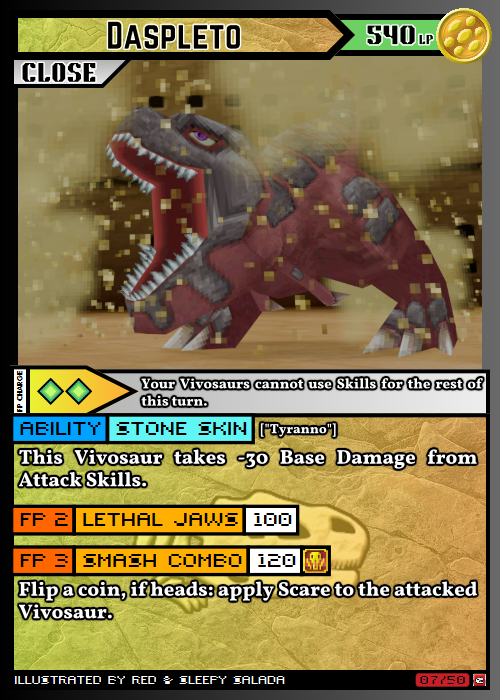 DASPLETO
540 LP
CLOSE
FP CHARGE
Your Vivosaurs cannot use Skills for the rest of
this turn.
ABILITY STONE SKIN ["Tyranno"]
This Vivosaur takes -30 Base Damage from
Attack Skills.
FP 2 LETHAL JAWS 100
FP 3 SMASH COMBO 120
Flip a coin, if heads: apply Scare to the attacked
Vivosaur.
ILLUSTRATED BY RED & SLEEPY SALADA
07/50